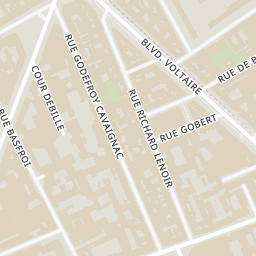 BLVD. VOLTAIRE
RUE GODEFROY CAVAIGNAC
COUR DEBILLE
RUE DE B
RUE RICHARD LENOIR
RUE BASFROI
RUE GOBERT